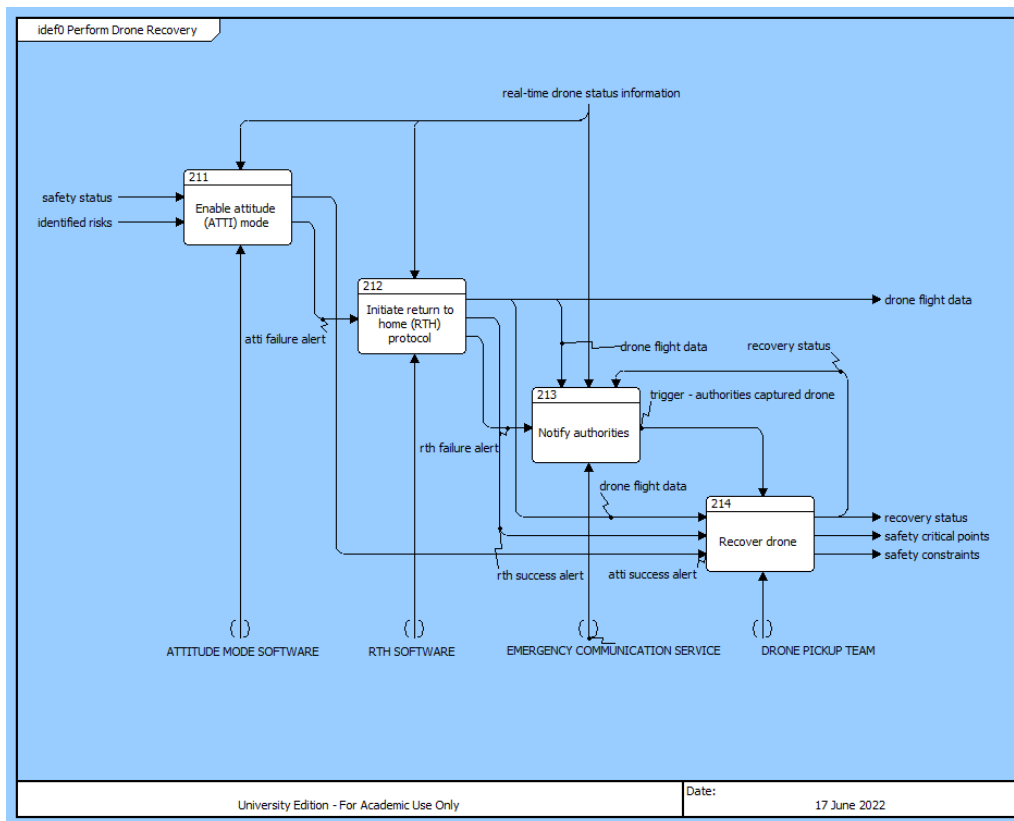 idef0 Perform Drone Recovery
real-time drone status information
211
safety status
Enable attitude
(ATTI) mode
identified risks
212
Initiate return to
home (RTH)
protocol
drone flight data
atti failure alert
drone flight data
recovery status
213
trigger - authorities captured drone
Notify authorities
rth failure alert
drone flight data
214
recovery status
Recover drone
safety critical points
safety constraints
rth success alert
atti success alert
ATTITUDE MODE SOFTWARE
RTH SOFTWARE
EMERGENCY COMMUNICATION SERVICE
DRONE PICKUP TEAM
University Edition - For Academic Use Only
Date:
17 June 2022